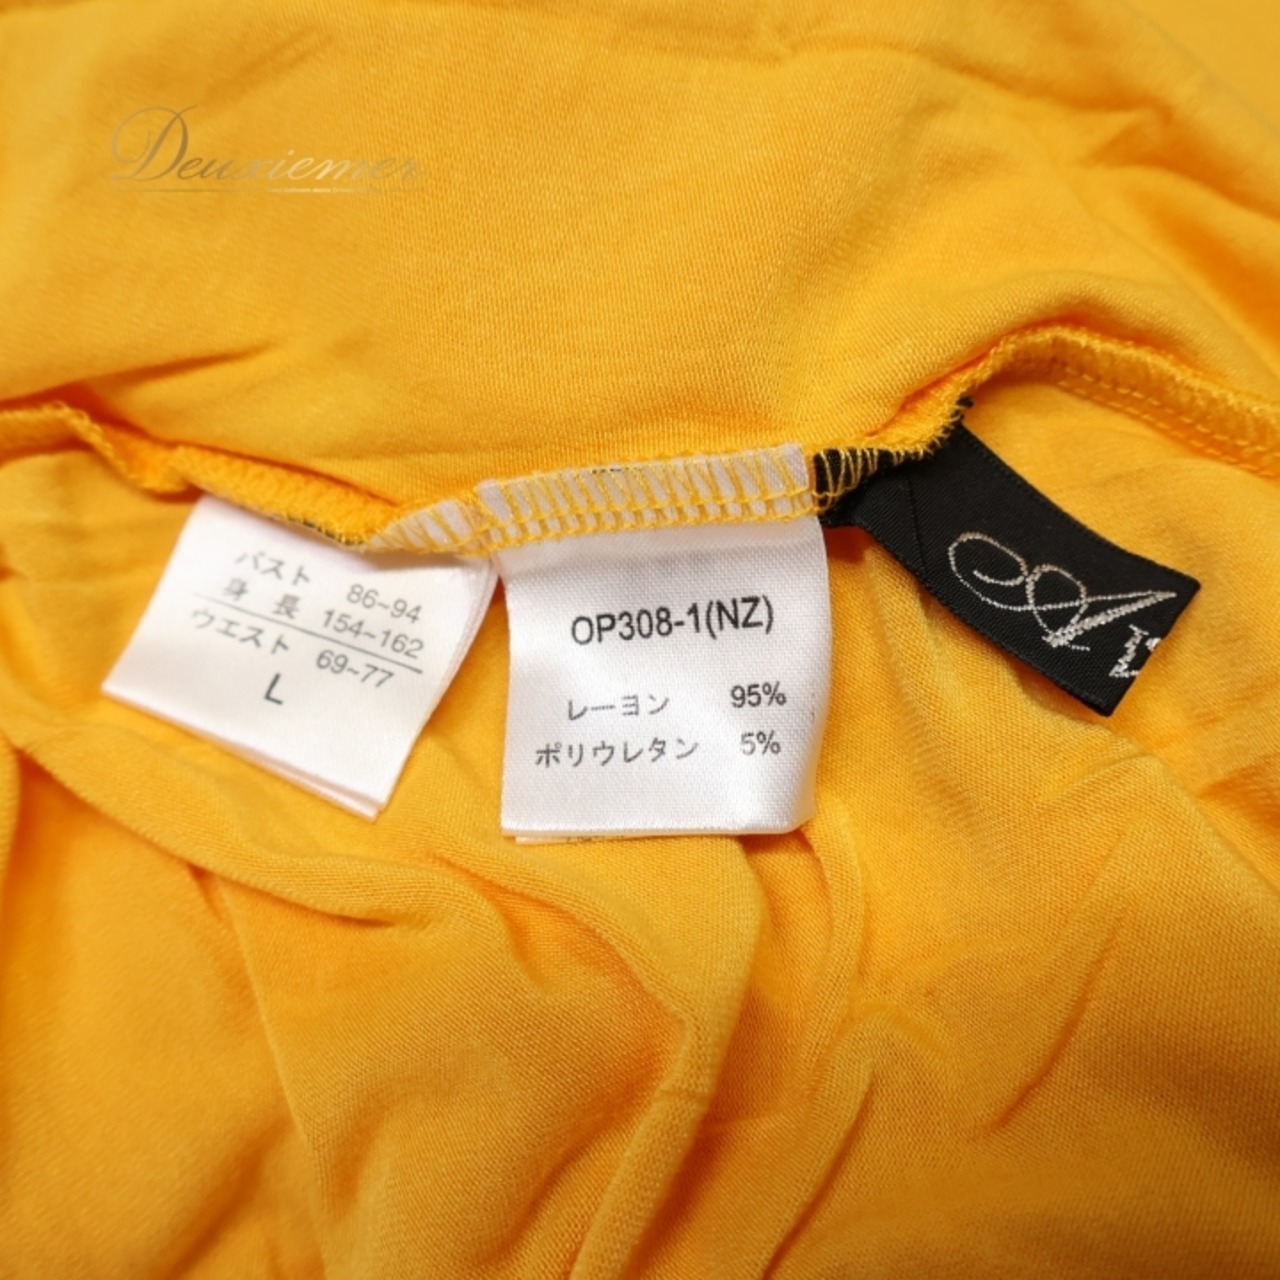 Deuxiemer
バスト 86~94
身長 154~162
ウエスト 69~77
L
OP308-1(NZ)
レーヨン 95%
ポリウレタン 5%
A